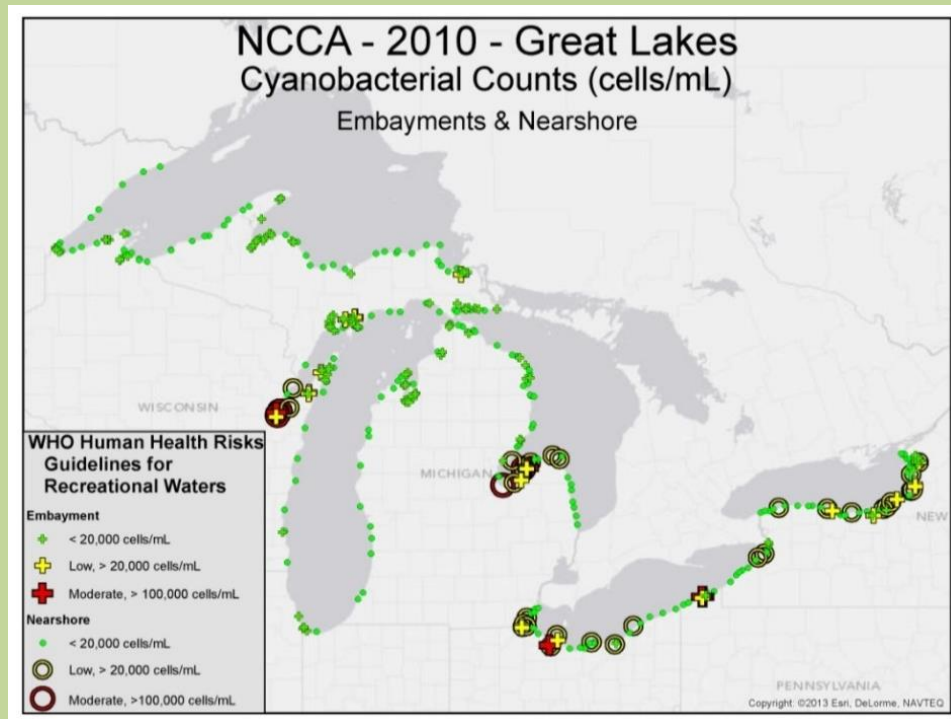 NCCA - 2010 - Great Lakes
Cyanobacterial Counts (cells/mL)
Embayments & Nearshore
WISCONSIN
MICHIGAN
NEW
PENNSYLVANIA
WHO Human Health Risks
Guidelines for
Recreational Waters
Embayment
< 20,000 cells/mL
Low, > 20,000 cells/mL
Moderate, > 100,000 cells/mL
Nearshore
< 20,000 cells/mL
Low, > 20,000 cells/mL
Moderate, >100,000 cells/mL
Copyright: ©2013 Esri, DeLorme, NAVTEQ